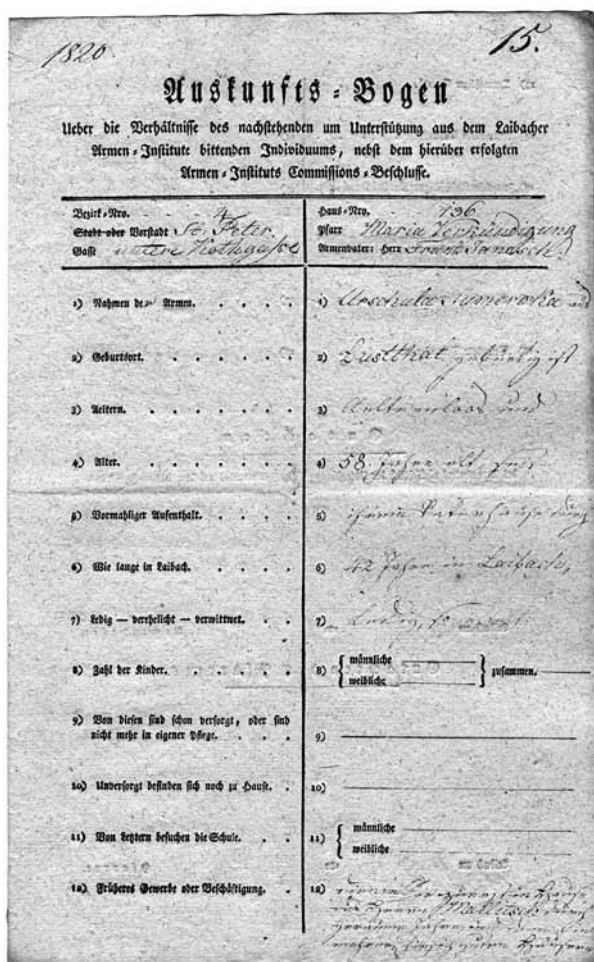 1820
15.
Auskunfts-Bogen
Ueber die Verhältnisse des nachstehenden um Unterstützung aus dem Laibacher
Armen-Institute bittenden Individuums, nebst dem hierüber erfolgten
Armen-Instituts Commissions-Beschlusse.
Bezirk-Nro. 4
Stadt oder Vorstadt St. Peter
Gasse untere Kothgasse
Haus-Nro. 136
Pfarr Maria Verkündigung
Armenvater: Herr Franz
1) Nahmen des Armen. . . . . 1) Urschula
2) Geburtsort. . . . . . . 2) Lustthal gebürtig ist
3) Aeltern. . . . . . . . 3) und
4) Alter. . . . . . . . 4) 58 Jahre alt,
5) Vormahliger Aufenthalt. . . . . 5)
6) Wie lange in Laibach. . . . . 6) 42 Jahre in Laibach,
7) Ledig — verehelicht — verwittwet. . . 7) Ledig,
8) Zahl der Kinder. . . . . . 8) { männliche weibliche } zusammen.
9) Von diesen sind schon versorgt, oder sind
nicht mehr in eigener Pflege. . . . 9)
10) Unversorgt befinden sich noch zu Hause. . 10)
11) Von Letztern besuchen die Schule. . . 11) { männliche weibliche
12) Früheres Gewerbe oder Beschäftigung. . 12)
Mallitsch